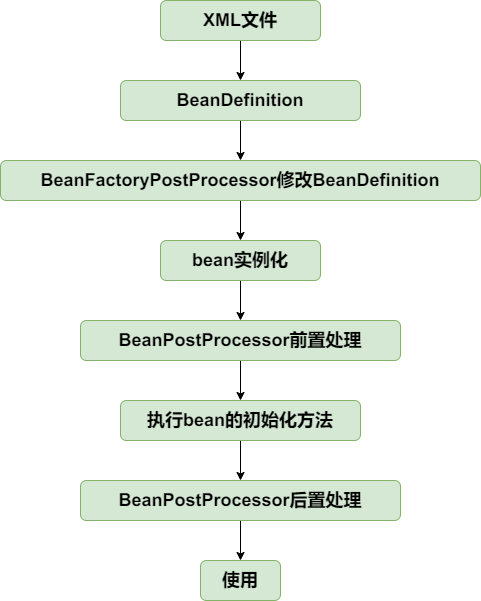 XML文件
BeanDefinition
BeanFactoryPostProcessor修改BeanDefinition
bean实例化
BeanPostProcessor前置处理
执行bean的初始化方法
BeanPostProcessor后置处理
使用